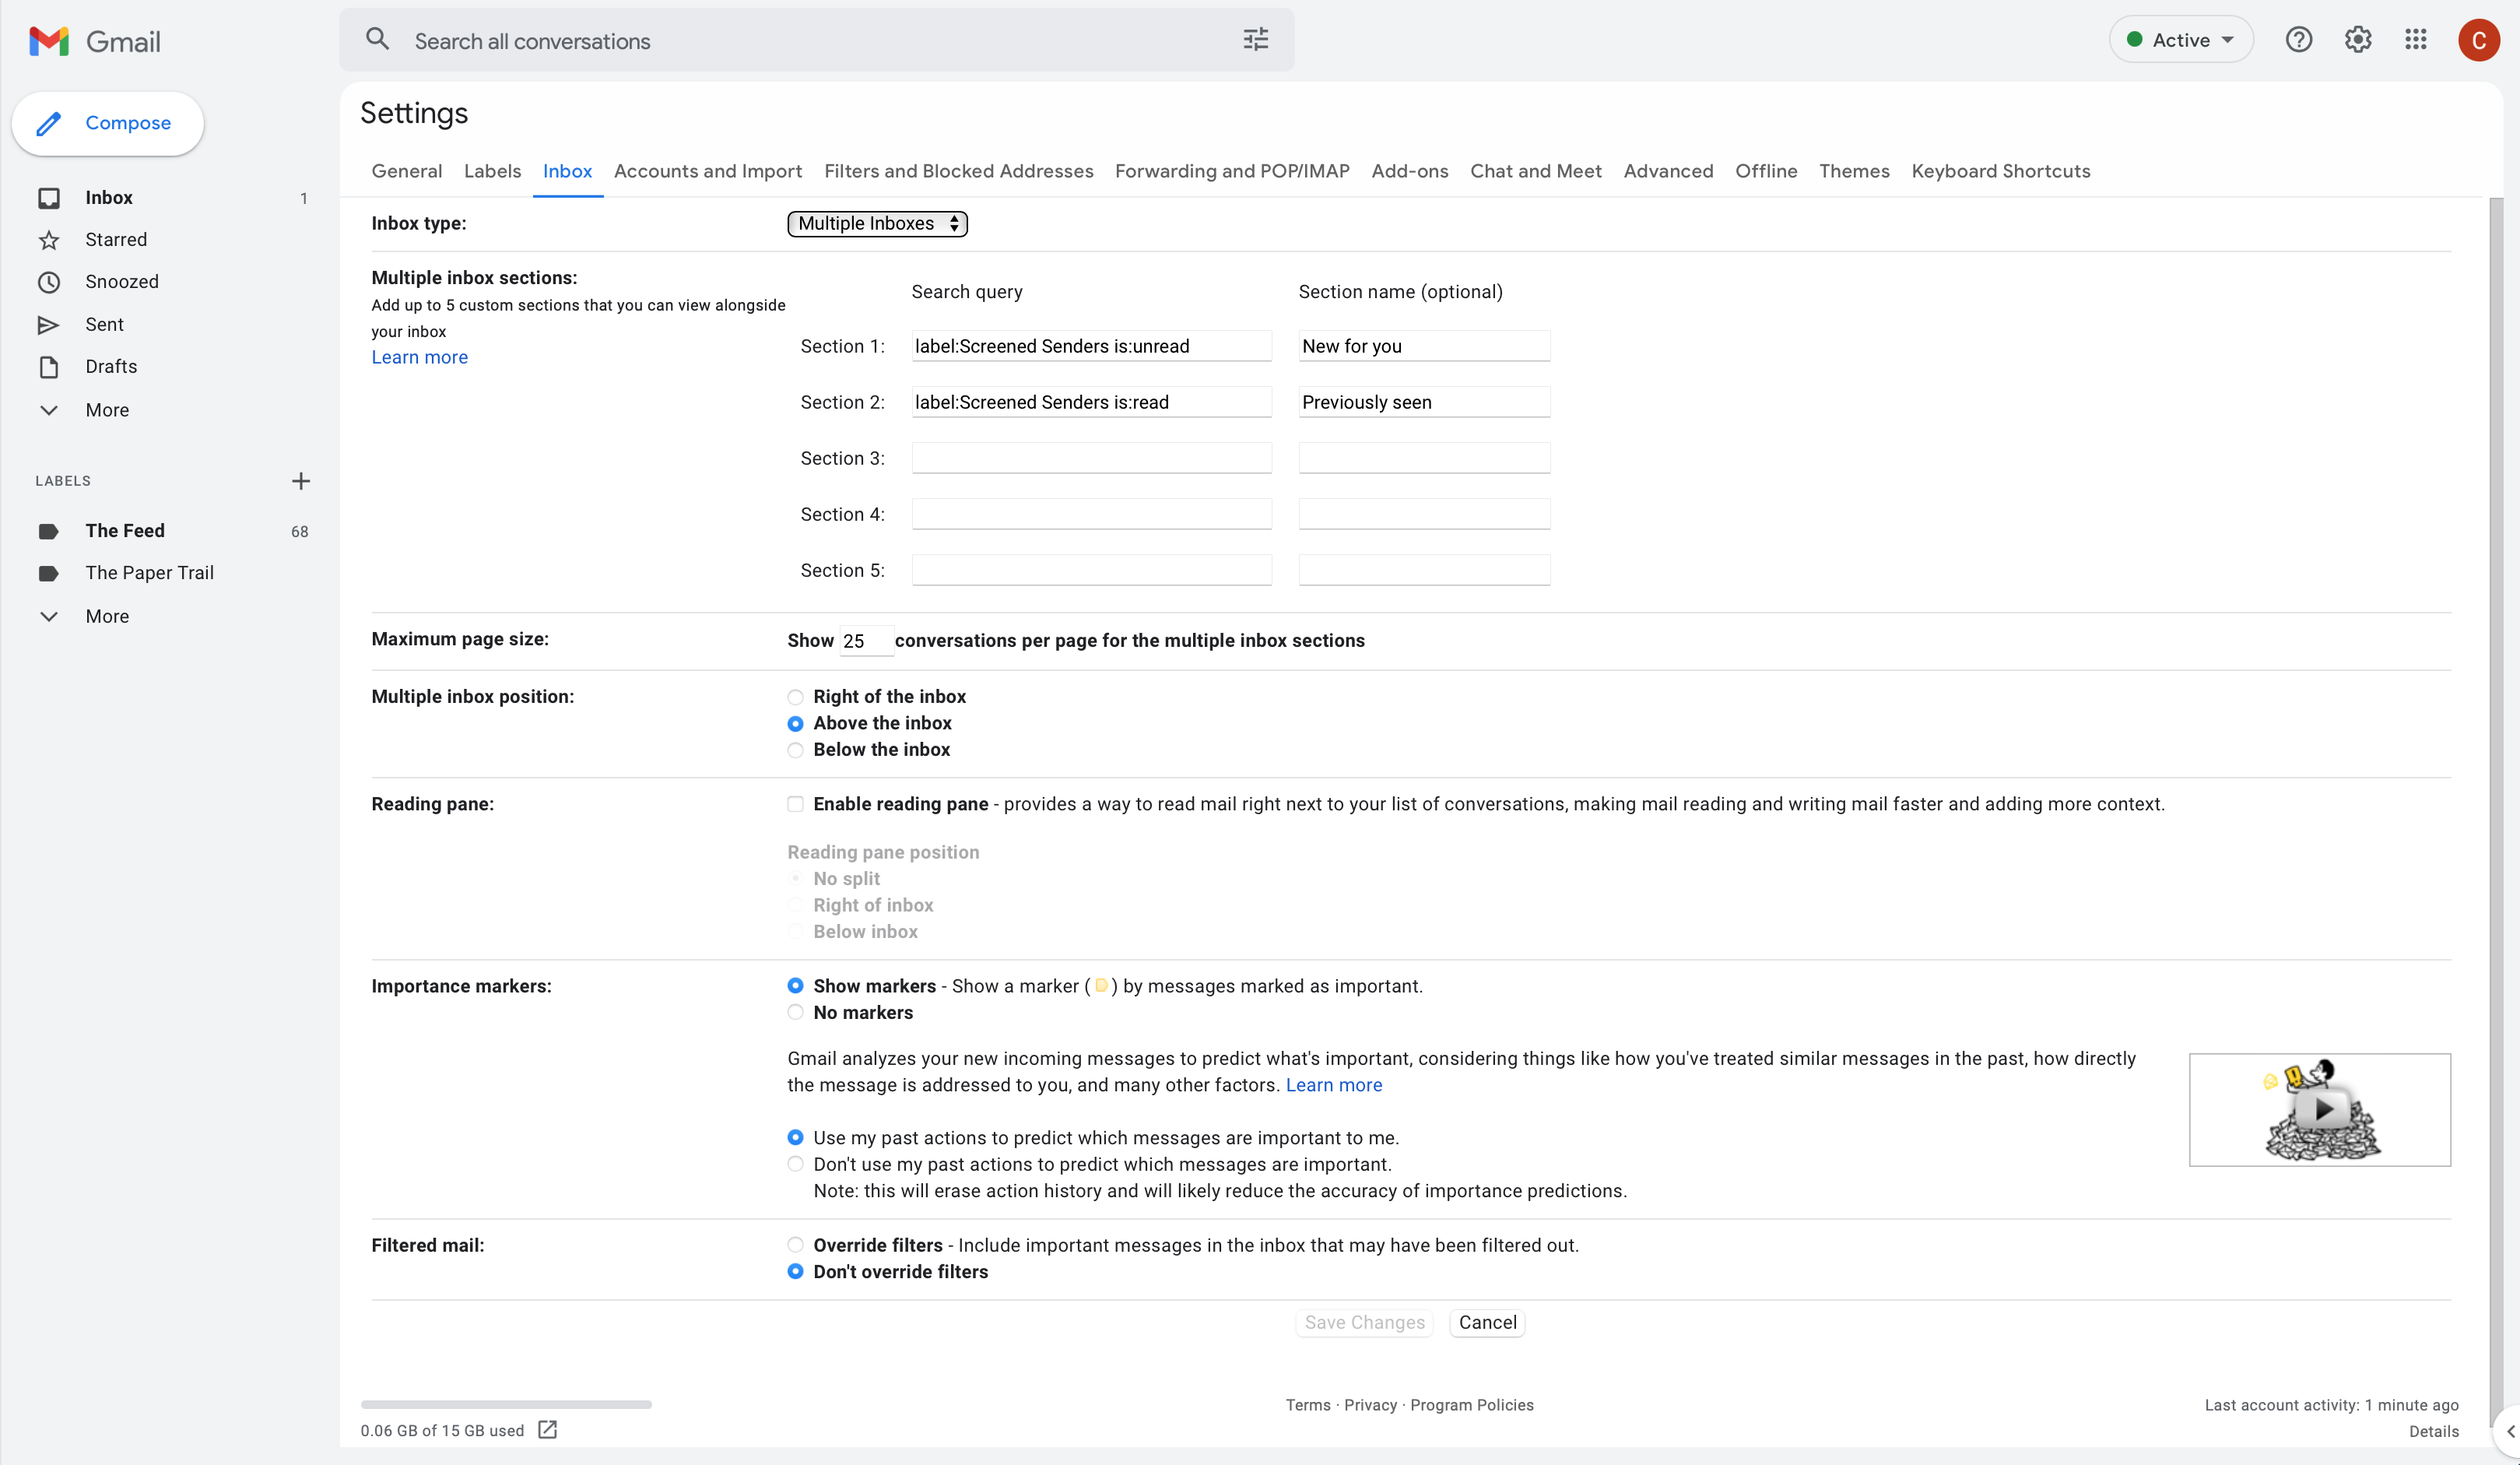 Gmail
Search all conversations
Active
C
Compose
Inbox 1
Starred
Snoozed
Sent
Drafts
More
LABELS
The Feed 68
The Paper Trail
More
Settings
General Labels Inbox Accounts and Import Filters and Blocked Addresses Forwarding and POP/IMAP Add-ons Chat and Meet Advanced Offline Themes Keyboard Shortcuts
Inbox type: Multiple Inboxes
Multiple inbox sections:
Add up to 5 custom sections that you can view alongside
your inbox
Learn more
Search query Section name (optional)
Section 1: label:Screened Senders is:unread New for you
Section 2: label:Screened Senders is:read Previously seen
Section 3:
Section 4:
Section 5:
Maximum page size: Show 25 conversations per page for the multiple inbox sections
Multiple inbox position: Right of the inbox
Above the inbox
Below the inbox
Reading pane: Enable reading pane - provides a way to read mail right next to your list of conversations, making mail reading and writing mail faster and adding more context.
Reading pane position
No split
Right of inbox
Below inbox
Importance markers: Show markers - Show a marker ( ) by messages marked as important.
No markers
Gmail analyzes your new incoming messages to predict what's important, considering things like how you've treated similar messages in the past, how directly
the message is addressed to you, and many other factors. Learn more
Use my past actions to predict which messages are important to me.
Don't use my past actions to predict which messages are important.
Note: this will erase action history and will likely reduce the accuracy of importance predictions.
Filtered mail: Override filters - Include important messages in the inbox that may have been filtered out.
Don't override filters
Save Changes Cancel
0.06 GB of 15 GB used
Terms · Privacy · Program Policies
Last account activity: 1 minute ago
Details